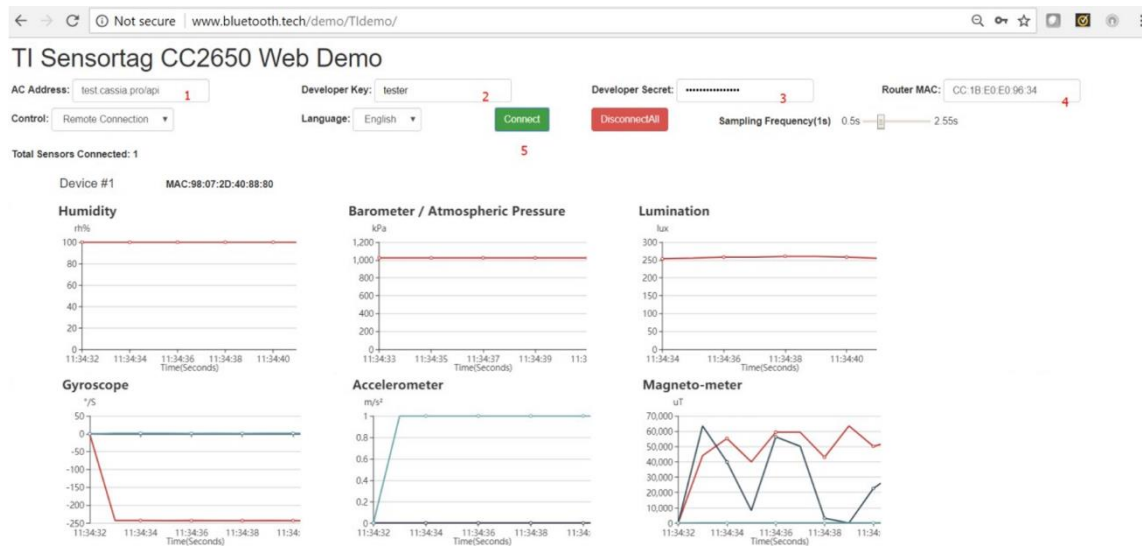 Not secure | www.bluetooth.tech/demo/TIdemo/
TI Sensortag CC2650 Web Demo
AC Address: test.cassia.pro/api 1 Developer Key: tester 2 Developer Secret: •••••••••••••••• 3 Router MAC: CC:1B:E0:E0:96:34 4
Control: Remote Connection Language: English Connect DisconnectAll Sampling Frequency(1s) 0.5s 2.55s
5
Total Sensors Connected: 1
Device #1 MAC:98:07:2D:40:88:80
Humidity Barometer / Atmospheric Pressure Lumination
rh% kPa lux
100 1,200 300
80 1,000 250
60 800 200
40 600 150
20 400 100
0 200 50
0 0
11:34:32 11:34:34 11:34:36 11:34:38 11:34:40 11:34:33 11:34:35 11:34:37 11:34:39 11:3 11:34:34 11:34:36 11:34:38 11:34:40
Time(Seconds) Time(Seconds) Time(Seconds)
Gyroscope Accelerometer Magneto-meter
°/S m/s² uT
50 1 70,000
0 0.8 60,000
-50 0.6 50,000
-100 0.4 40,000
-150 0.2 30,000
-200 0 20,000
-250 10,000
0
11:34:32 11:34:34 11:34:36 11:34:38 11:34: 11:34:32 11:34:34 11:34:36 11:34:38 11:34: 11:34:32 11:34:34 11:34:36 11:34:38 11:34:
Time(Seconds) Time(Seconds) Time(Seconds)